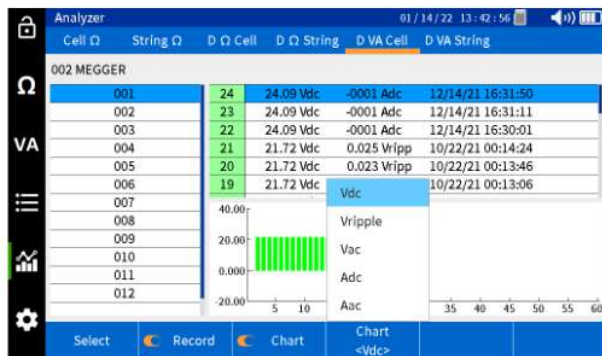 Analyzer 01/14/22 13:42:56
Cell Ω String Ω D Ω Cell D Ω String D VA Cell D VA String
002 MEGGER
Ω
VA
001 24 24.09 Vdc -0001 Adc 12/14/21 16:31:50
002 23 24.09 Vdc -0001 Adc 12/14/21 16:31:11
003 22 24.09 Vdc -0001 Adc 12/14/21 16:30:01
004 21 21.72 Vdc 0.025 Vripp 10/22/21 00:14:24
005 20 21.72 Vdc 0.023 Vripp 10/22/21 00:13:46
006 19 21.72 Vdc 10/22/21 00:13:06
007
008
009
010
011
012
Vdc
Vripple
Vac
Adc
Aac
40.00
20.00
0.000
-20.00
5 10 35 40 45 50 55 60
Select Record Chart Chart
<Vdc>